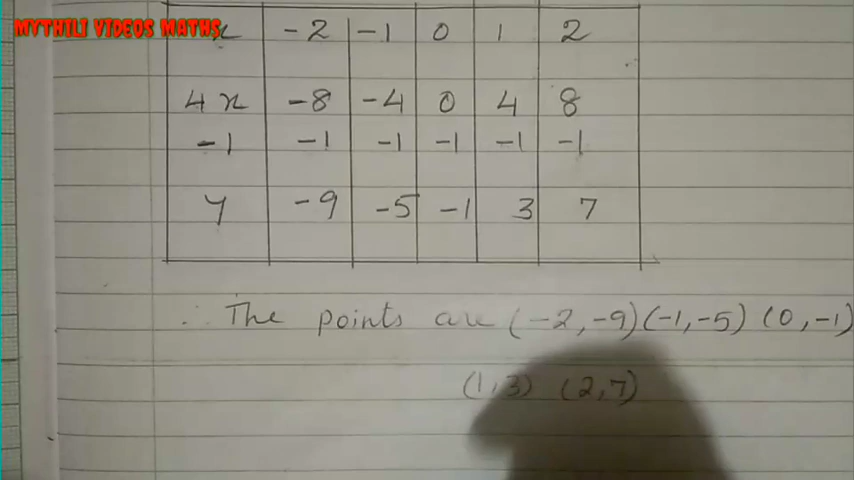 MYTHILI VIDEOS MATHS
x -2 -1 0 1 2
4x -8 -4 0 4 8
-1 -1 -1 -1 -1 -1
y -9 -5 -1 3 7
∴ The points are (-2,-9)(-1,-5) (0,-1)
(1,3) (2,7)